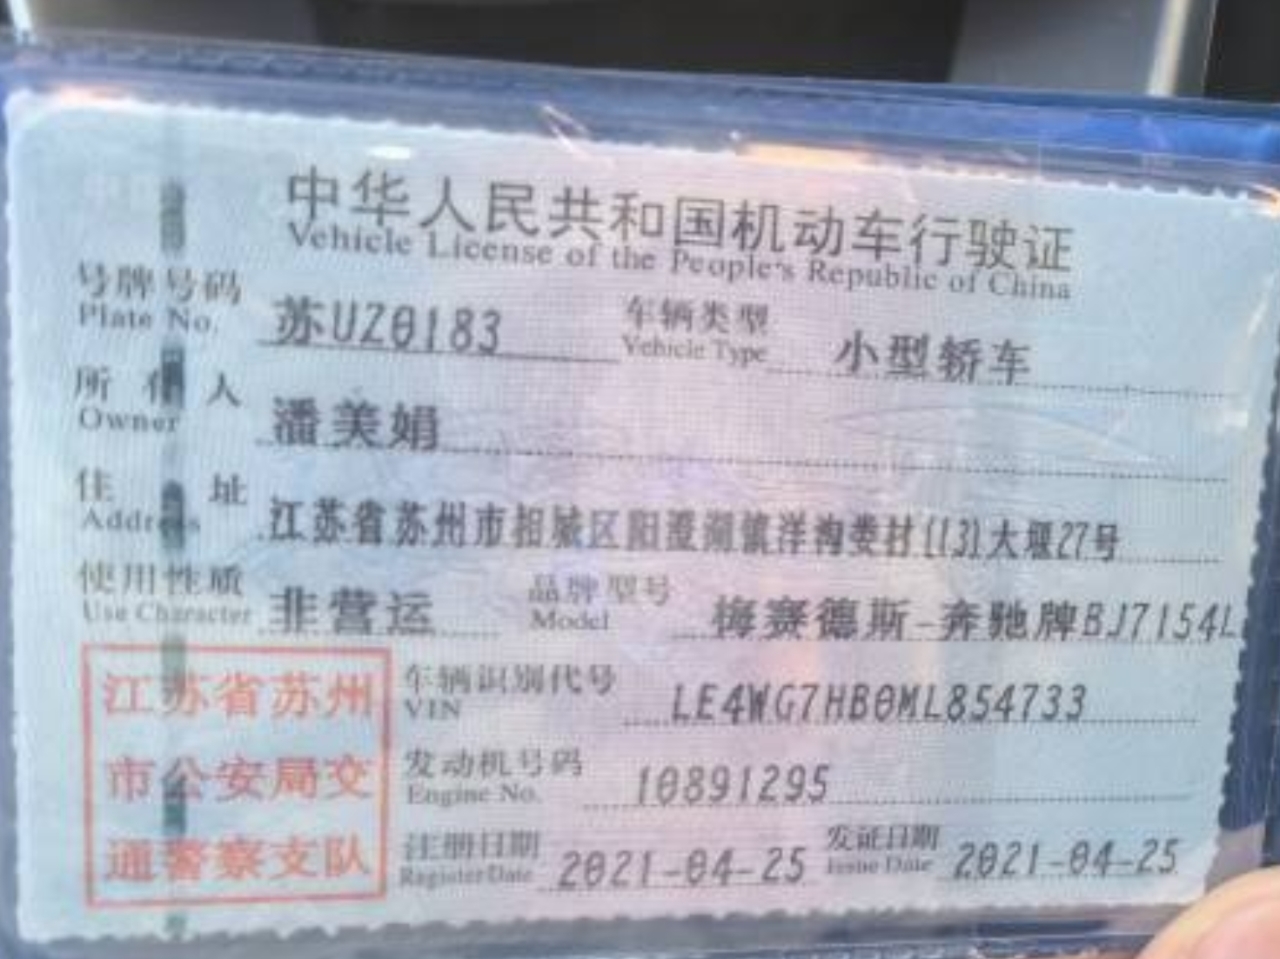 中华人民共和国机动车行驶证
Vehicle License of the People's Republic of China
号牌号码 苏UZ0183 车辆类型 小型轿车
Plate No. Vehicle Type
所有人 潘美娟
Owner
住址 江苏省苏州市相城区阳澄湖镇洋沟娄村(13)大堰27号
Address
使用性质 非营运 品牌型号 梅赛德斯-奔驰牌BJ7154L
Use Character Model
江苏省苏州
市公安局交
通警察支队
车辆识别代号 LE4WG7HB0ML854733
VIN
发动机号码 10891295
Engine No.
注册日期 2021-04-25 发证日期 2021-04-25
Register Date Issue Date